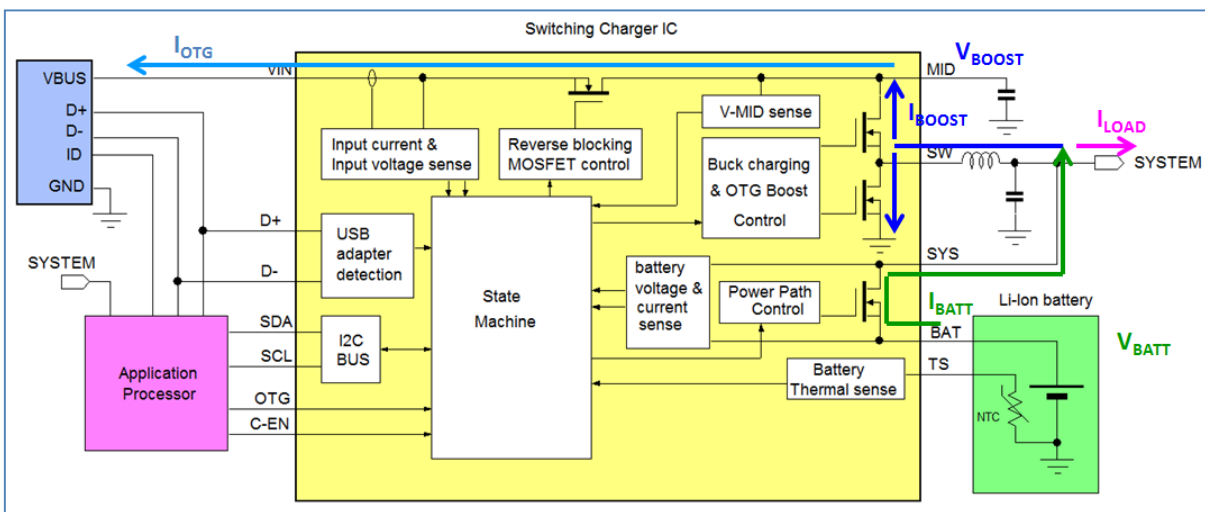 Switching Charger IC
IOTG
VBOOST
VBUS
VIN
MID
D+
D-
ID
GND
Input current &
Input voltage sense
Reverse blocking
MOSFET control
V-MID sense
IBOOST
ILOAD
Buck charging
& OTG Boost
Control
SW
SYSTEM
D+
USB
adapter
detection
D-
SYSTEM
State
Machine
battery
voltage &
current
sense
SYS
Power Path
Control
IBATT
Li-Ion battery
SDA
I2C
BUS
SCL
BAT
VBATT
Application
Processor
Battery
Thermal sense
TS
OTG
C-EN
NTC